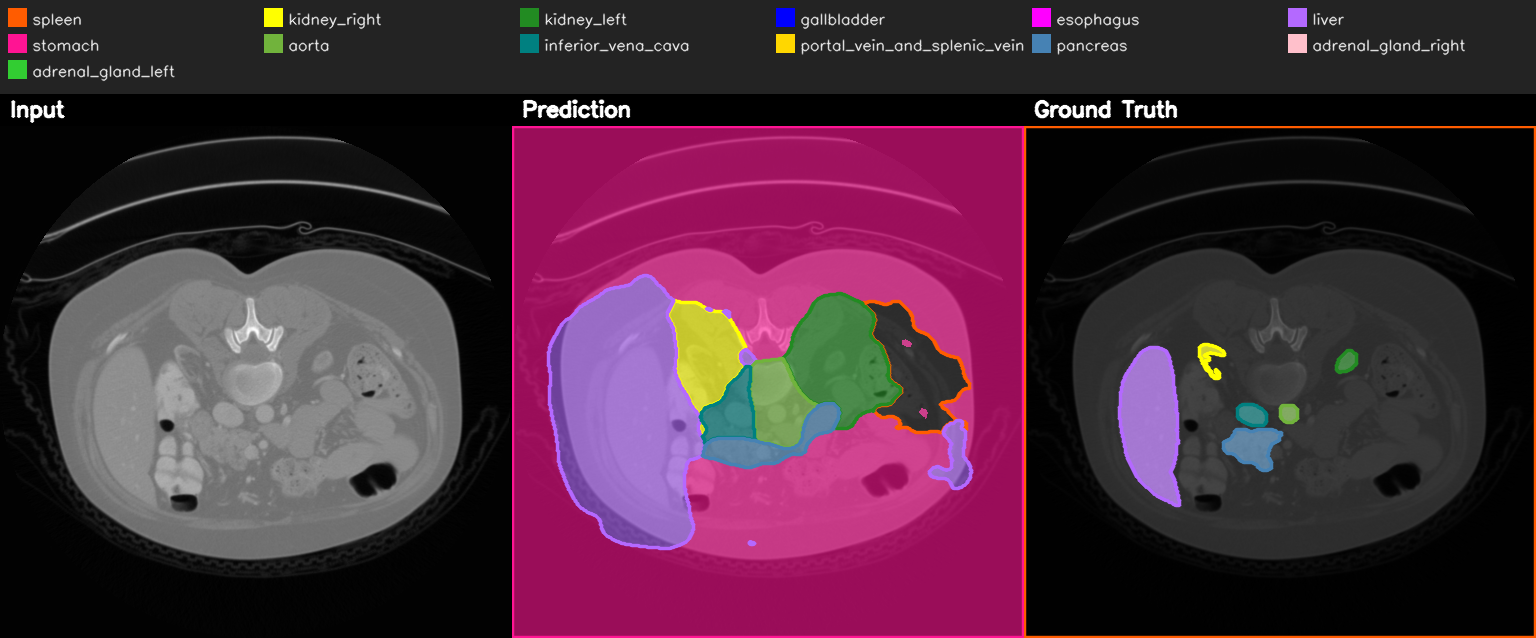 spleen kidney_right kidney_left gallbladder esophagus liver
stomach aorta inferior_vena_cava portal_vein_and_splenic_vein pancreas adrenal_gland_right
adrenal_gland_left
Input Prediction Ground Truth